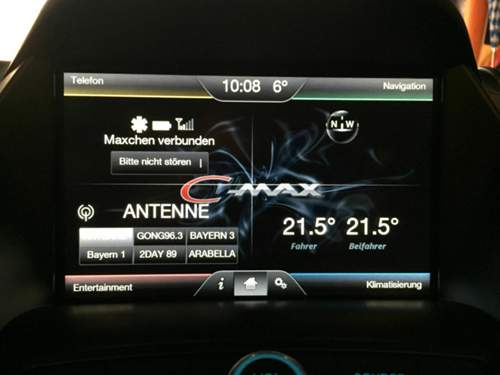 Telefon
10:08 6°
Navigation
Maxchen verbunden
N W
Bitte nicht stören
C-MAX
ANTENNE
21.5° 21.5°
Fahrer Beifahrer
GONG96.3 BAYERN 3
Bayern 1 2DAY 89 ARABELLA
Entertainment
i
Klimatisierung